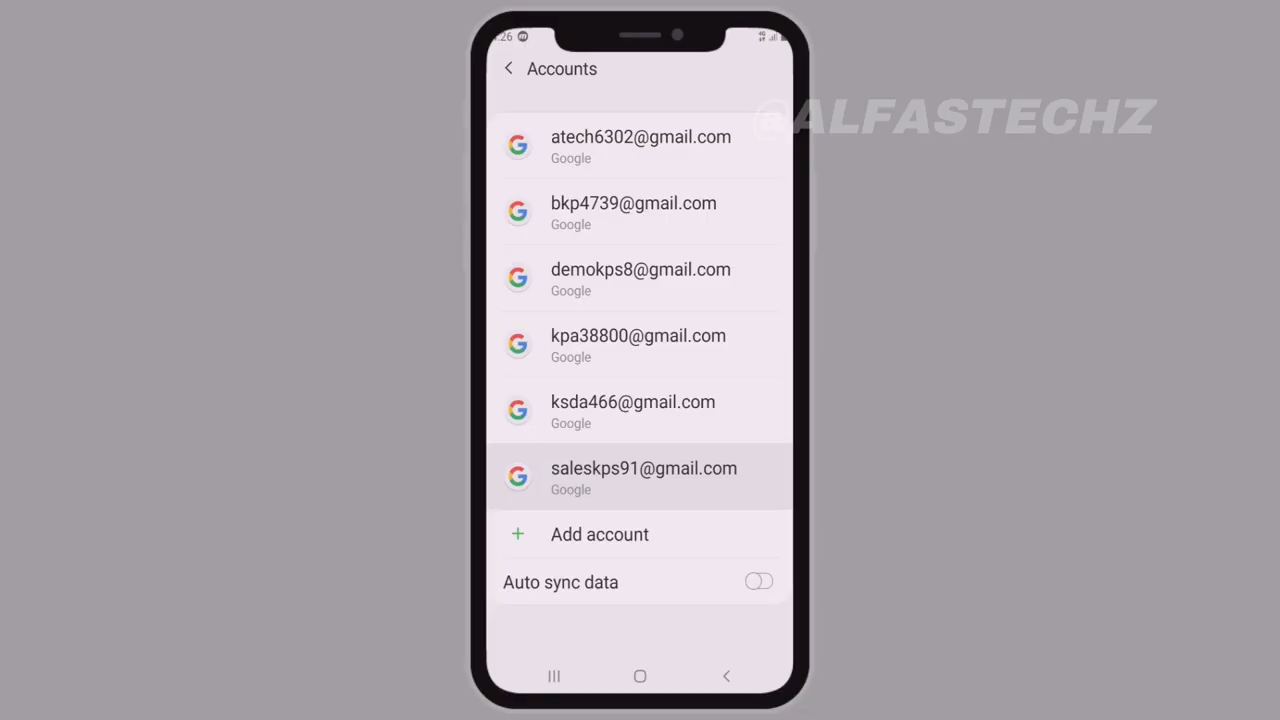 :26
Accounts
@ALFASTECHZ
atech6302@gmail.com
Google
bkp4739@gmail.com
Google
demokps8@gmail.com
Google
kpa38800@gmail.com
Google
ksda466@gmail.com
Google
saleskps91@gmail.com
Google
Add account
Auto sync data